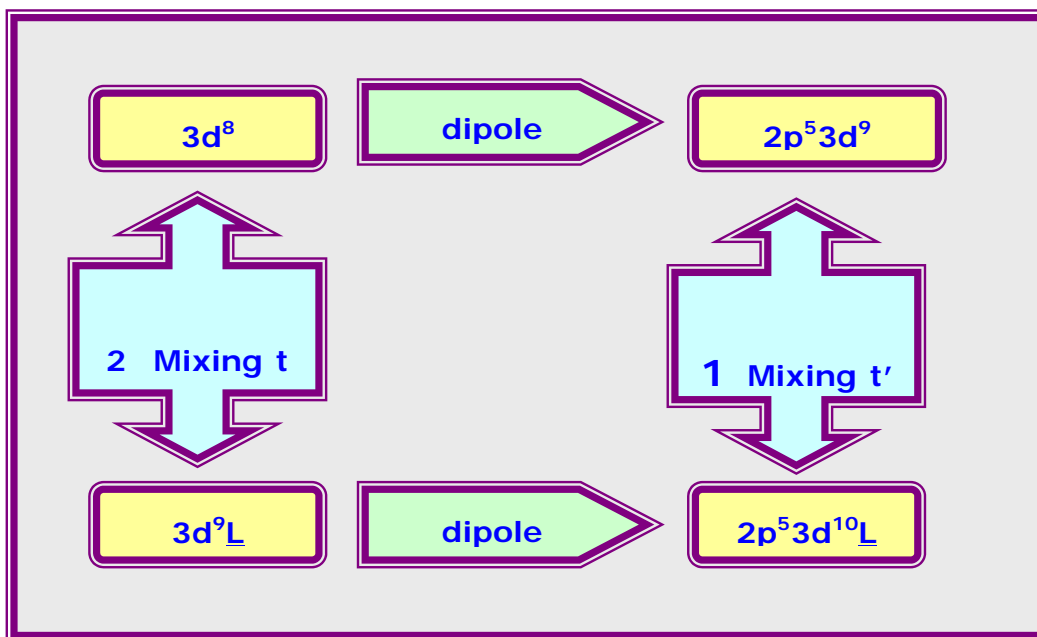 3d⁸
dipole
2p⁵3d⁹
2 Mixing t
1 Mixing t’
3d⁹L̲
dipole
2p⁵3d¹⁰L̲